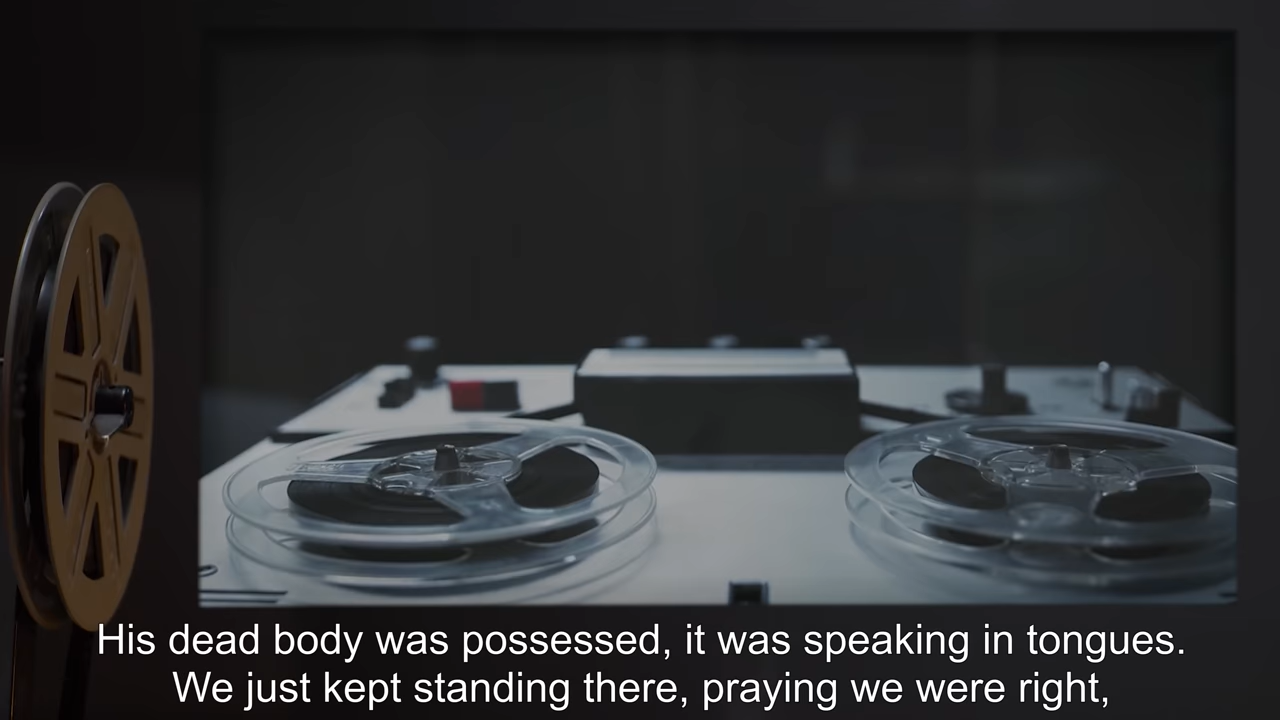 His dead body was possessed, it was speaking in tongues.
We just kept standing there, praying we were right,